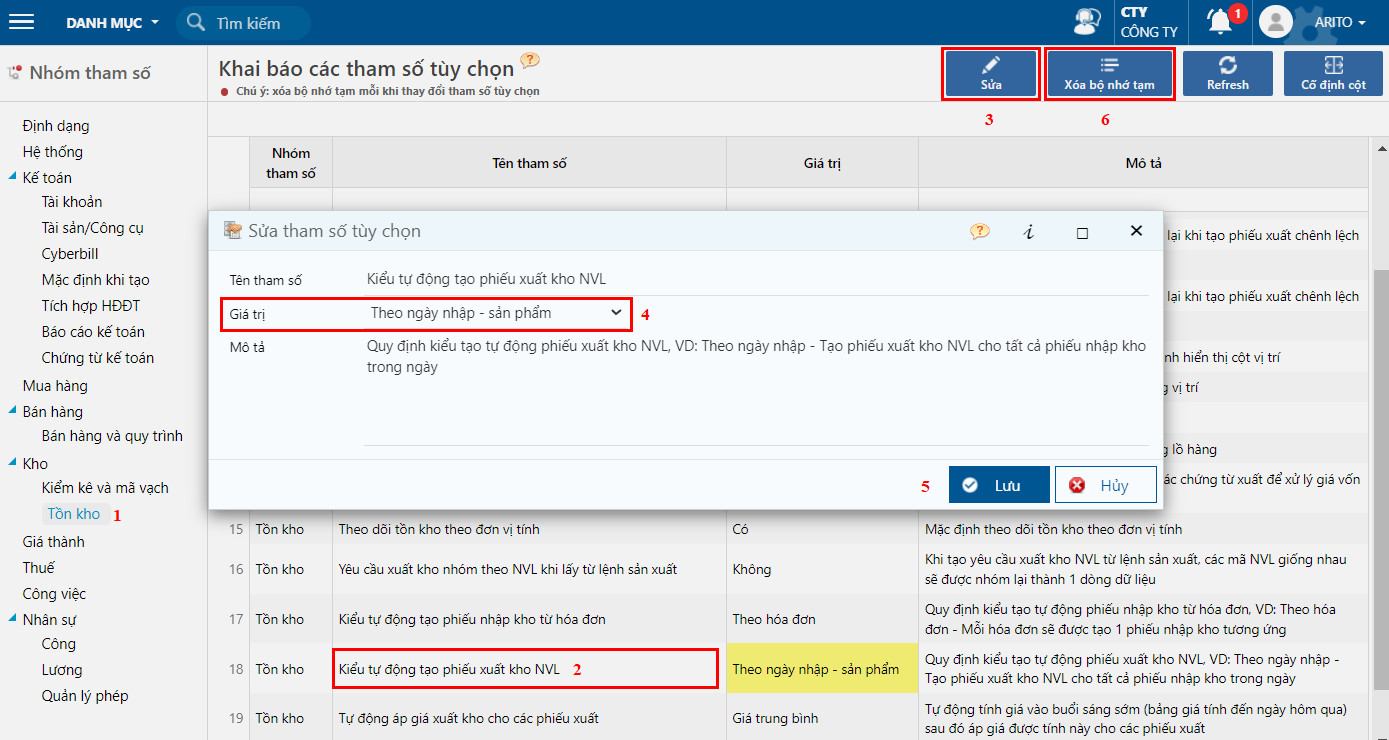 DANH MỤC
Tìm kiếm
CTY
CÔNG TY
1
ARITO
Nhóm tham số
Khai báo các tham số tùy chọn
Chú ý: xóa bộ nhớ tạm mỗi khi thay đổi tham số tùy chọn
Sửa
Xóa bộ nhớ tạm
Refresh
Cố định cột
3
6
Định dạng
Hệ thống
Kế toán
Tài khoản
Tài sản/Công cụ
Cyberbill
Mặc định khi tạo
Tích hợp HĐĐT
Báo cáo kế toán
Chứng từ kế toán
Mua hàng
Bán hàng
Bán hàng và quy trình
Kho
Kiểm kê và mã vạch
Tồn kho 1
Giá thành
Thuế
Công việc
Nhân sự
Công
Lương
Quản lý phép
Nhóm
tham số
Tên tham số
Giá trị
Mô tả
lại khi tạo phiếu xuất chênh lệch
lại khi tạo phiếu xuất chênh lệch
nh hiển thị cột vị trí
g vị trí
g lồ hàng
ác chứng từ xuất để xử lý giá vốn
Sửa tham số tùy chọn
Tên tham số
Kiểu tự động tạo phiếu xuất kho NVL
Giá trị
Theo ngày nhập - sản phẩm
4
Mô tả
Quy định kiểu tạo tự động phiếu xuất kho NVL, VD: Theo ngày nhập - Tạo phiếu xuất kho NVL cho tất cả phiếu nhập kho
trong ngày
5
Lưu
Hủy
15 Tồn kho Theo dõi tồn kho theo đơn vị tính Có Mặc định theo dõi tồn kho theo đơn vị tính
16 Tồn kho Yêu cầu xuất kho nhóm theo NVL khi lấy từ lệnh sản xuất Không
Khi tạo yêu cầu xuất kho NVL từ lệnh sản xuất, các mã NVL giống nhau
sẽ được nhóm lại thành 1 dòng dữ liệu
17 Tồn kho Kiểu tự động tạo phiếu nhập kho từ hóa đơn Theo hóa đơn
Quy định kiểu tạo tự động phiếu nhập kho từ hóa đơn, VD: Theo hóa
đơn - Mỗi hóa đơn sẽ được tạo 1 phiếu nhập kho tương ứng
18 Tồn kho Kiểu tự động tạo phiếu xuất kho NVL 2 Theo ngày nhập - sản phẩm
Quy định kiểu tạo tự động phiếu xuất kho NVL, VD: Theo ngày nhập -
Tạo phiếu xuất kho NVL cho tất cả phiếu nhập kho trong ngày
19 Tồn kho Tự động áp giá xuất kho cho các phiếu xuất Giá trung bình
Tự động tính giá vào buổi sáng sớm (bảng giá tính đến ngày hôm qua)
sau đó áp giá được tính này cho các phiếu xuất